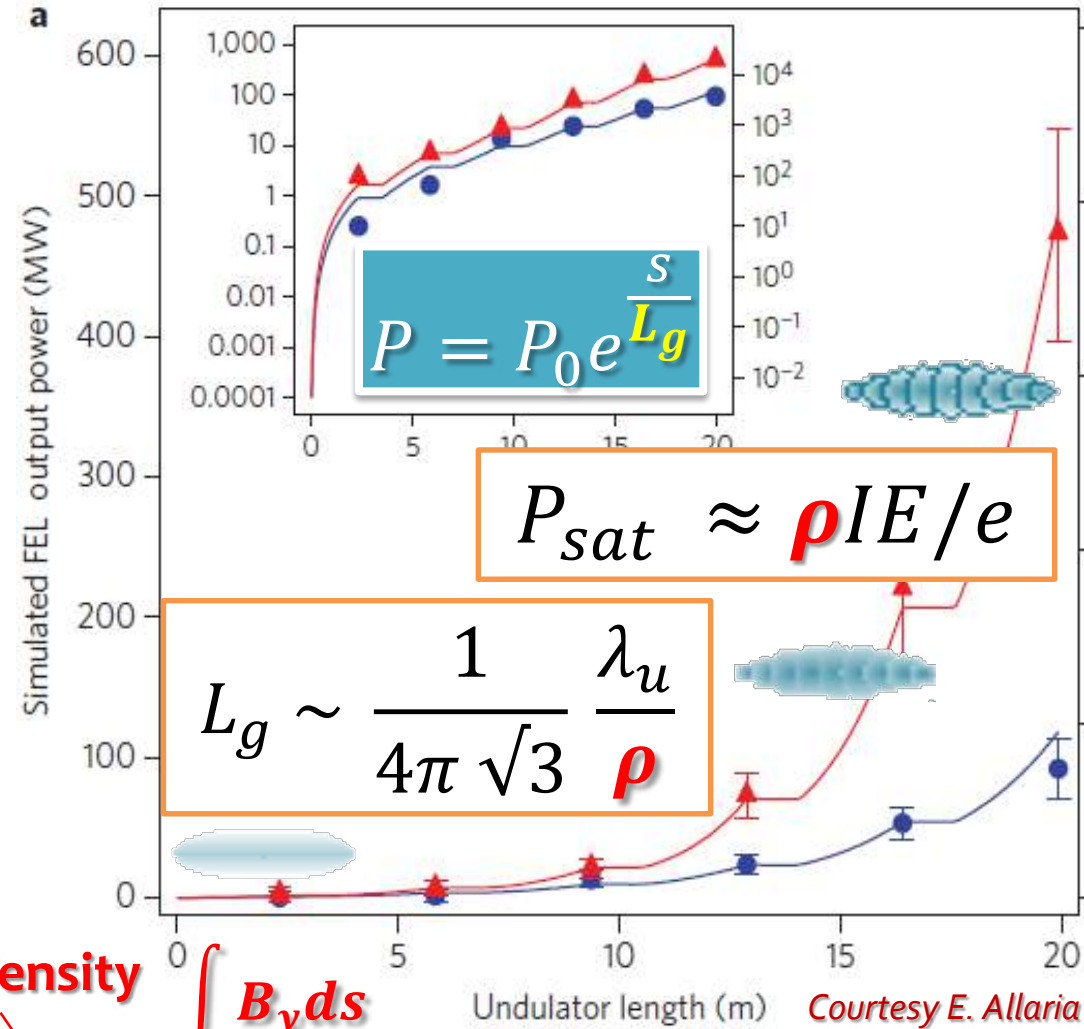 a
600
500
400
300
200
100
0
Simulated FEL output power (MW)
1,000
100
10
1
0.1
0.01
0.001
0.0001
10⁴
10³
10²
10¹
10⁰
10⁻¹
10⁻²
0 5 10 15 20
P = P₀e^(s/L_g)
P_sat ≈ ρIE/e
L_g ~ 1/(4π √3) λ_u/ρ
0 5 10 15 20
∫ B_y ds
Undulator length (m)
Courtesy E. Allaria